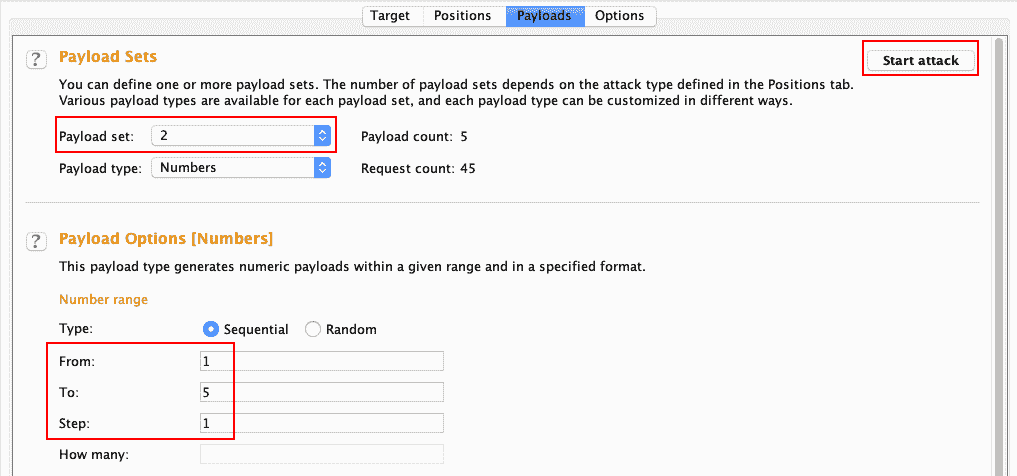 Target Positions Payloads Options
? Payload Sets Start attack
You can define one or more payload sets. The number of payload sets depends on the attack type defined in the Positions tab.
Various payload types are available for each payload set, and each payload type can be customized in different ways.
Payload set: 2 Payload count: 5
Payload type: Numbers Request count: 45
? Payload Options [Numbers]
This payload type generates numeric payloads within a given range and in a specified format.
Number range
Type: Sequential Random
From: 1
To: 5
Step: 1
How many: